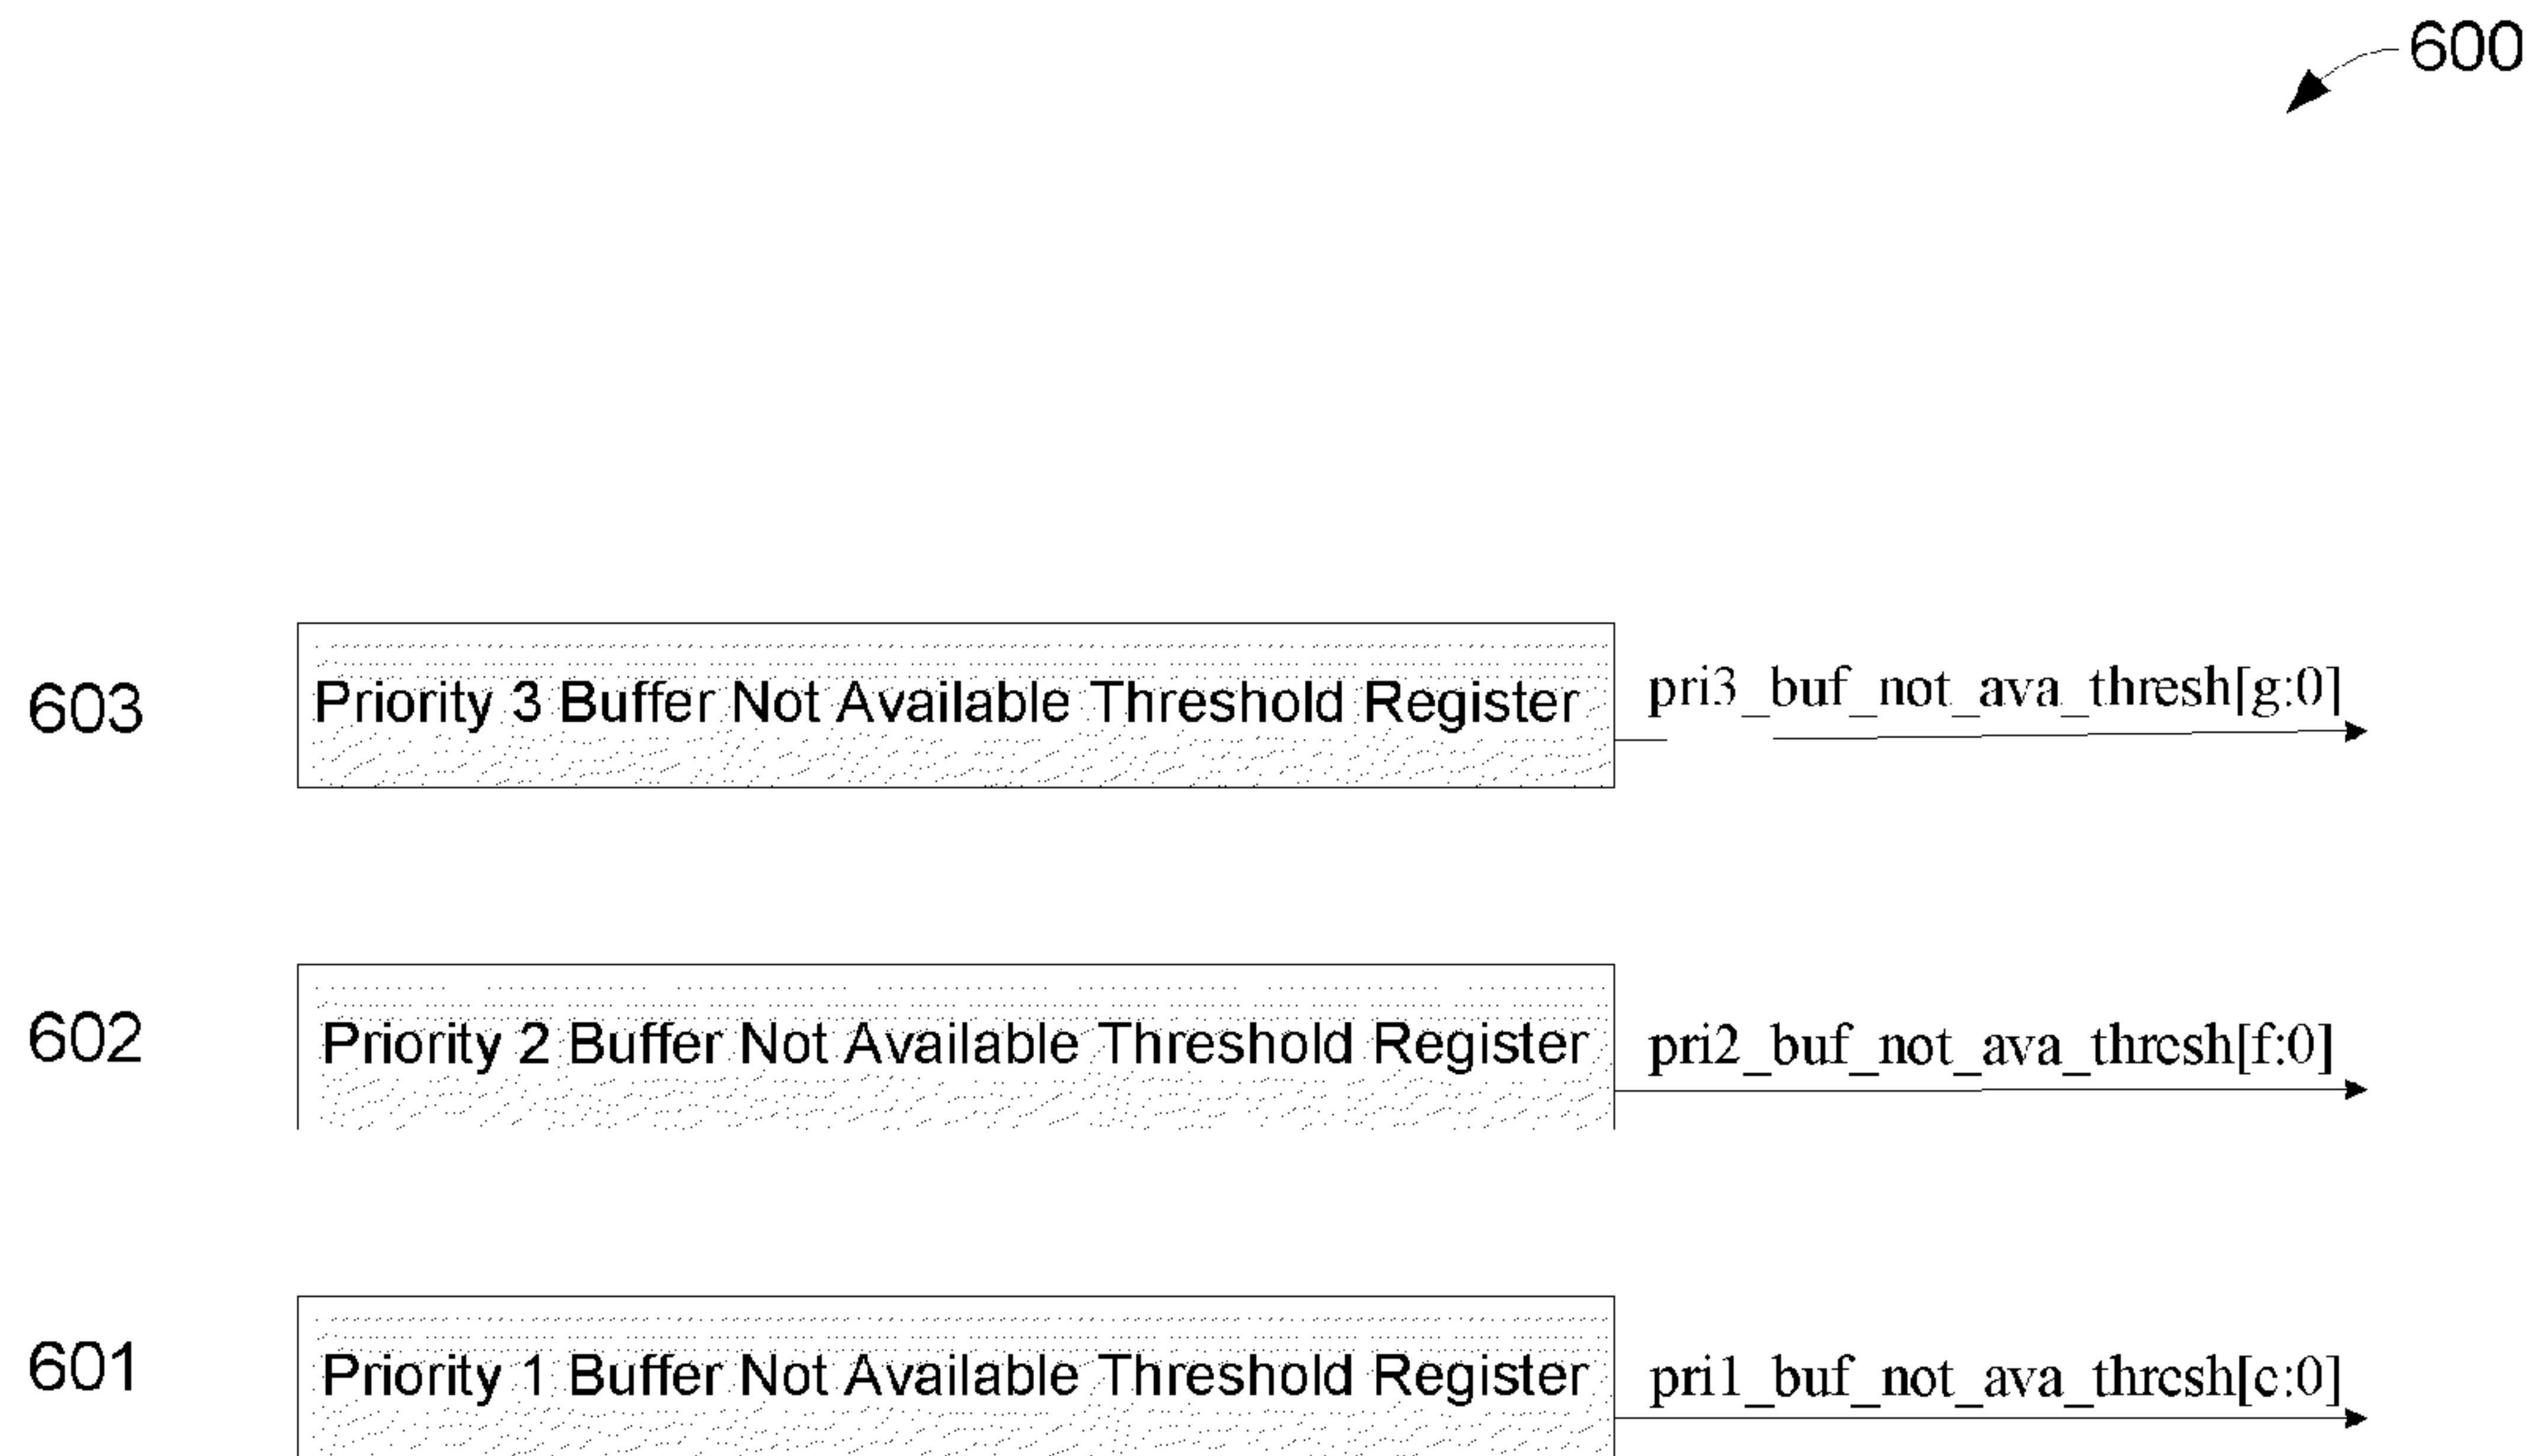 600
603 Priority 3 Buffer Not Available Threshold Register pri3_buf_not_ava_thresh[g:0]
602 Priority 2 Buffer Not Available Threshold Register pri2_buf_not_ava_thresh[f:0]
601 Priority 1 Buffer Not Available Threshold Register pri1_buf_not_ava_thresh[e:0]